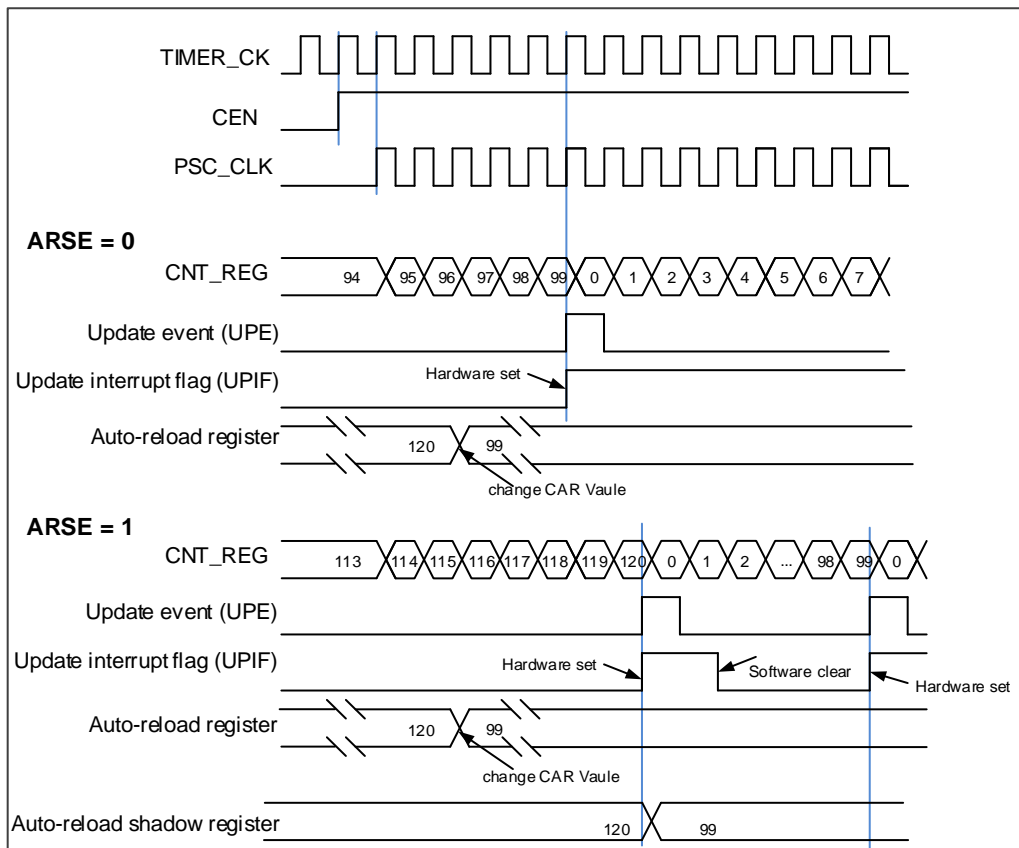 TIMER_CK
CEN
PSC_CLK
ARSE = 0
CNT_REG 94 95 96 97 98 99 0 1 2 3 4 5 6 7
Update event (UPE)
Update interrupt flag (UPIF) Hardware set
Auto-reload register 120 99
change CAR Vaule
ARSE = 1
CNT_REG 113 114 115 116 117 118 119 120 0 1 2 ... 98 99 0
Update event (UPE)
Update interrupt flag (UPIF) Hardware set Software clear Hardware set
Auto-reload register 120 99
change CAR Vaule
Auto-reload shadow register 120 99